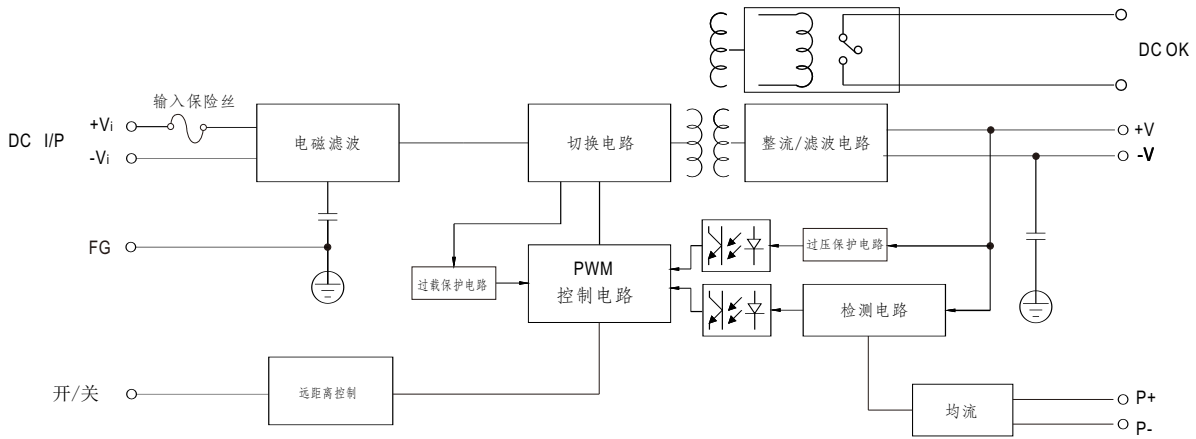 DC OK
输入保险丝
DC I/P
+Vi
-Vi
电磁滤波
切换电路
整流/滤波电路
+V
-V
FG
过载保护电路
PWM
控制电路
过压保护电路
检测电路
开/关
远距离控制
均流
P+
P-